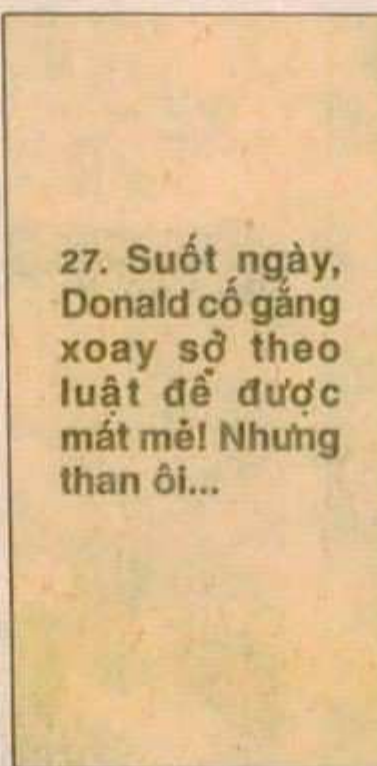 27. Suốt ngày,
Donald cố gắng
xoay sở theo
luật để được
mát mẻ! Nhưng
than ôi...